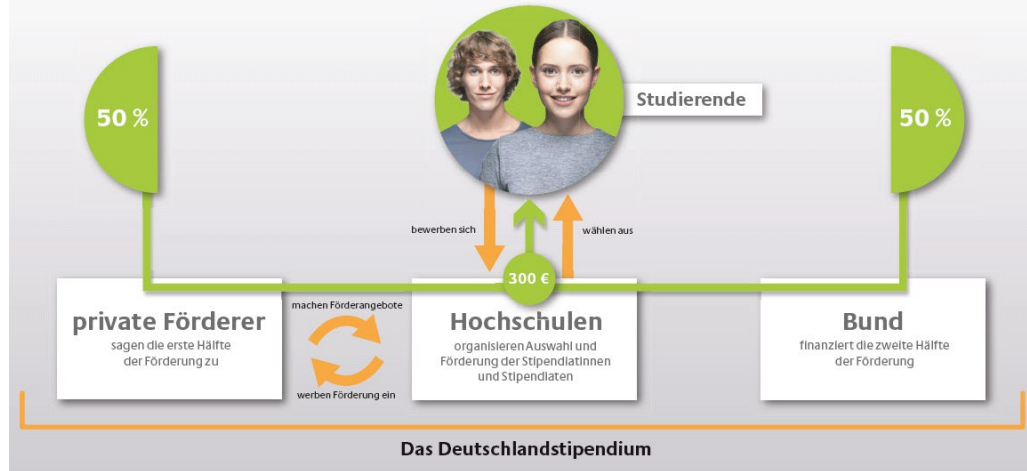 50 %
Studierende
50 %
bewerben sich
wählen aus
300 €
private Förderer
sagen die erste Hälfte
der Förderung zu
machen Förderangebote
werben Förderung ein
Hochschulen
organisieren Auswahl und
Förderung der Stipendiatinnen
und Stipendiaten
Bund
finanziert die zweite Hälfte
der Förderung
Das Deutschlandstipendium